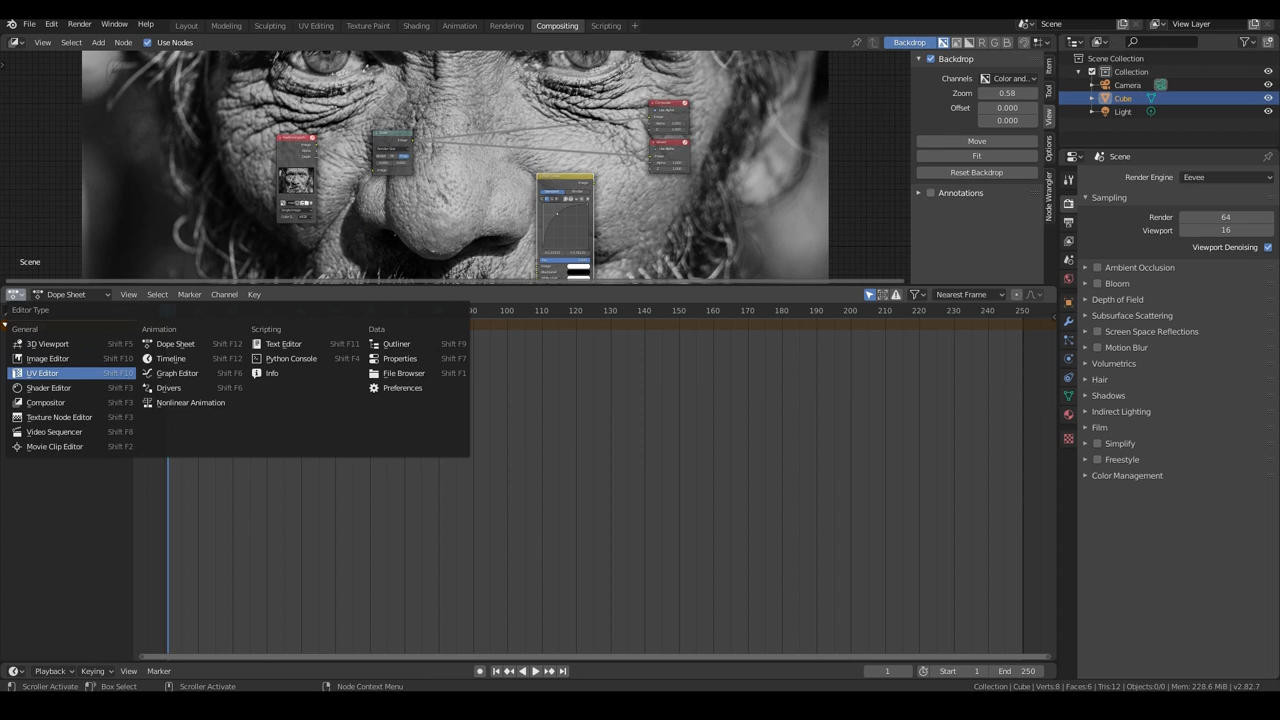 File Edit Render Window Help Layout Modeling Sculpting UV Editing Texture Paint Shading Animation Rendering Compositing Scripting + Scene View Layer
View Select Add Node Use Nodes Backdrop R G B
Backdrop
Channels Color and...
Zoom 0.58
Offset 0.000
0.000
Move
Fit
Reset Backdrop
Annotations
Item
Tool
View
Options
Node Wrangler
Scene Collection
Collection
Camera
Cube
Light
Scene
Scene
Render Engine Eevee
Sampling
Render 64
Viewport 16
Viewport Denoising
Ambient Occlusion
Bloom
Depth of Field
Subsurface Scattering
Screen Space Reflections
Motion Blur
Volumetrics
Hair
Shadows
Indirect Lighting
Film
Simplify
Freestyle
Color Management
Dope Sheet View Select Marker Channel Key Nearest Frame
90 100 110 120 130 140 150 160 170 180 190 200 210 220 230 240 250
Editor Type
General Animation Scripting Data
3D Viewport Shift F5 Dope Sheet Shift F12 Text Editor Shift F11 Outliner Shift F9
Image Editor Shift F10 Timeline Shift F12 Python Console Shift F4 Properties Shift F7
UV Editor Shift F10 Graph Editor Shift F6 Info File Browser Shift F1
Shader Editor Shift F3 Drivers Shift F6 Preferences
Compositor Shift F3 Nonlinear Animation
Texture Node Editor Shift F3
Video Sequencer Shift F8
Movie Clip Editor Shift F2
Playback Keying View Marker 1 Start 1 End 250
Scroller Activate Box Select Scroller Activate Node Context Menu Collection | Cube | Verts:8 | Faces:6 | Tris:12 | Objects:0/0 | Mem: 228.6 MiB | v2.82.7